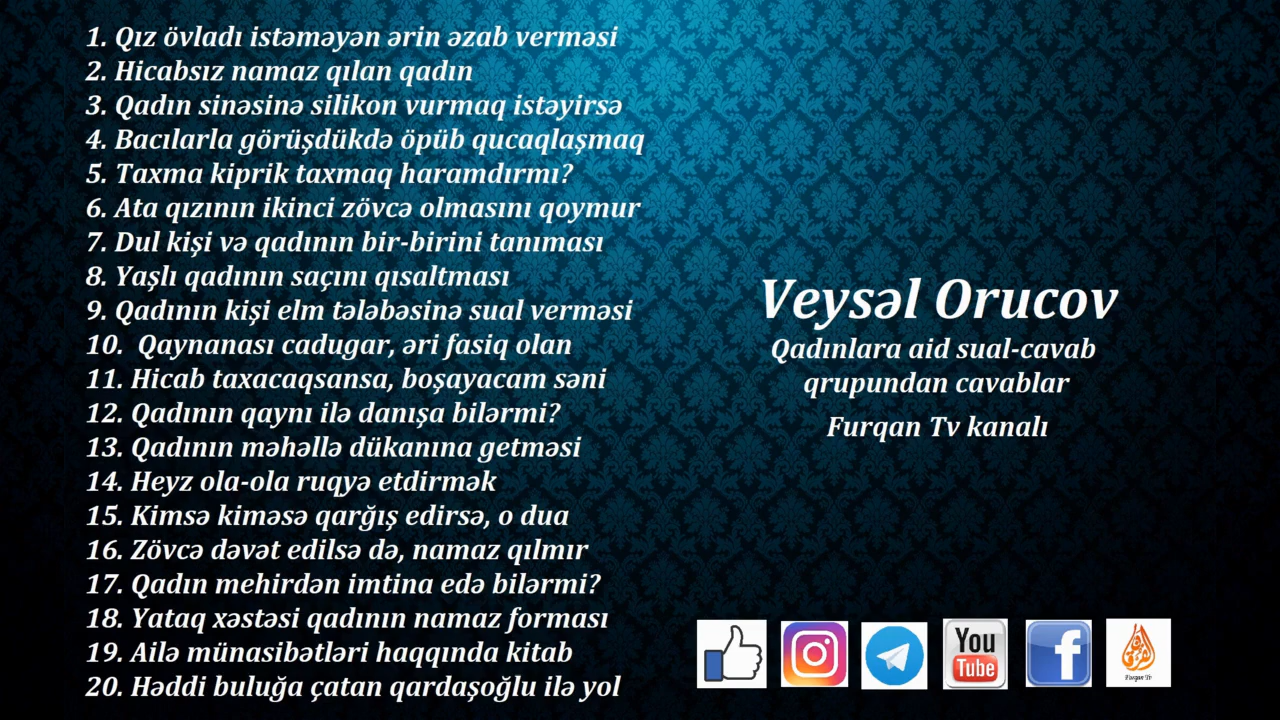 1. Qız övladı istəməyən ərin əzab verməsi
2. Hicabsız namaz qılan qadın
3. Qadın sinəsinə silikon vurmaq istəyirsə
4. Bacılarla görüşdükdə öpüb qucaqlaşmaq
5. Taxma kiprik taxmaq haramdırmı?
6. Ata qızının ikinci zövcə olmasını qoymur
7. Dul kişi və qadının bir-birini tanıması
8. Yaşlı qadının saçını qısaltması
9. Qadının kişi elm tələbəsinə sual verməsi
10. Qaynanası cadugar, əri fasiq olan
11. Hicab taxacaqsansa, boşayacam səni
12. Qadının qaynı ilə danışa bilərmi?
13. Qadının məhəllə dükanına getməsi
14. Heyz ola-ola ruqyə etdirmək
15. Kimsə kiməsə qarğış edirsə, o dua
16. Zövcə dəvət edilsə də, namaz qılmır
17. Qadın mehirdən imtina edə bilərmi?
18. Yataq xəstəsi qadının namaz forması
19. Ailə münasibətləri haqqında kitab
20. Həddi buluğa çatan qardaşoğlu ilə yol
Veysəl Orucov
Qadınlara aid sual-cavab
qrupundan cavablar
Furqan Tv kanalı
You
Tube
f
Furqan Tv